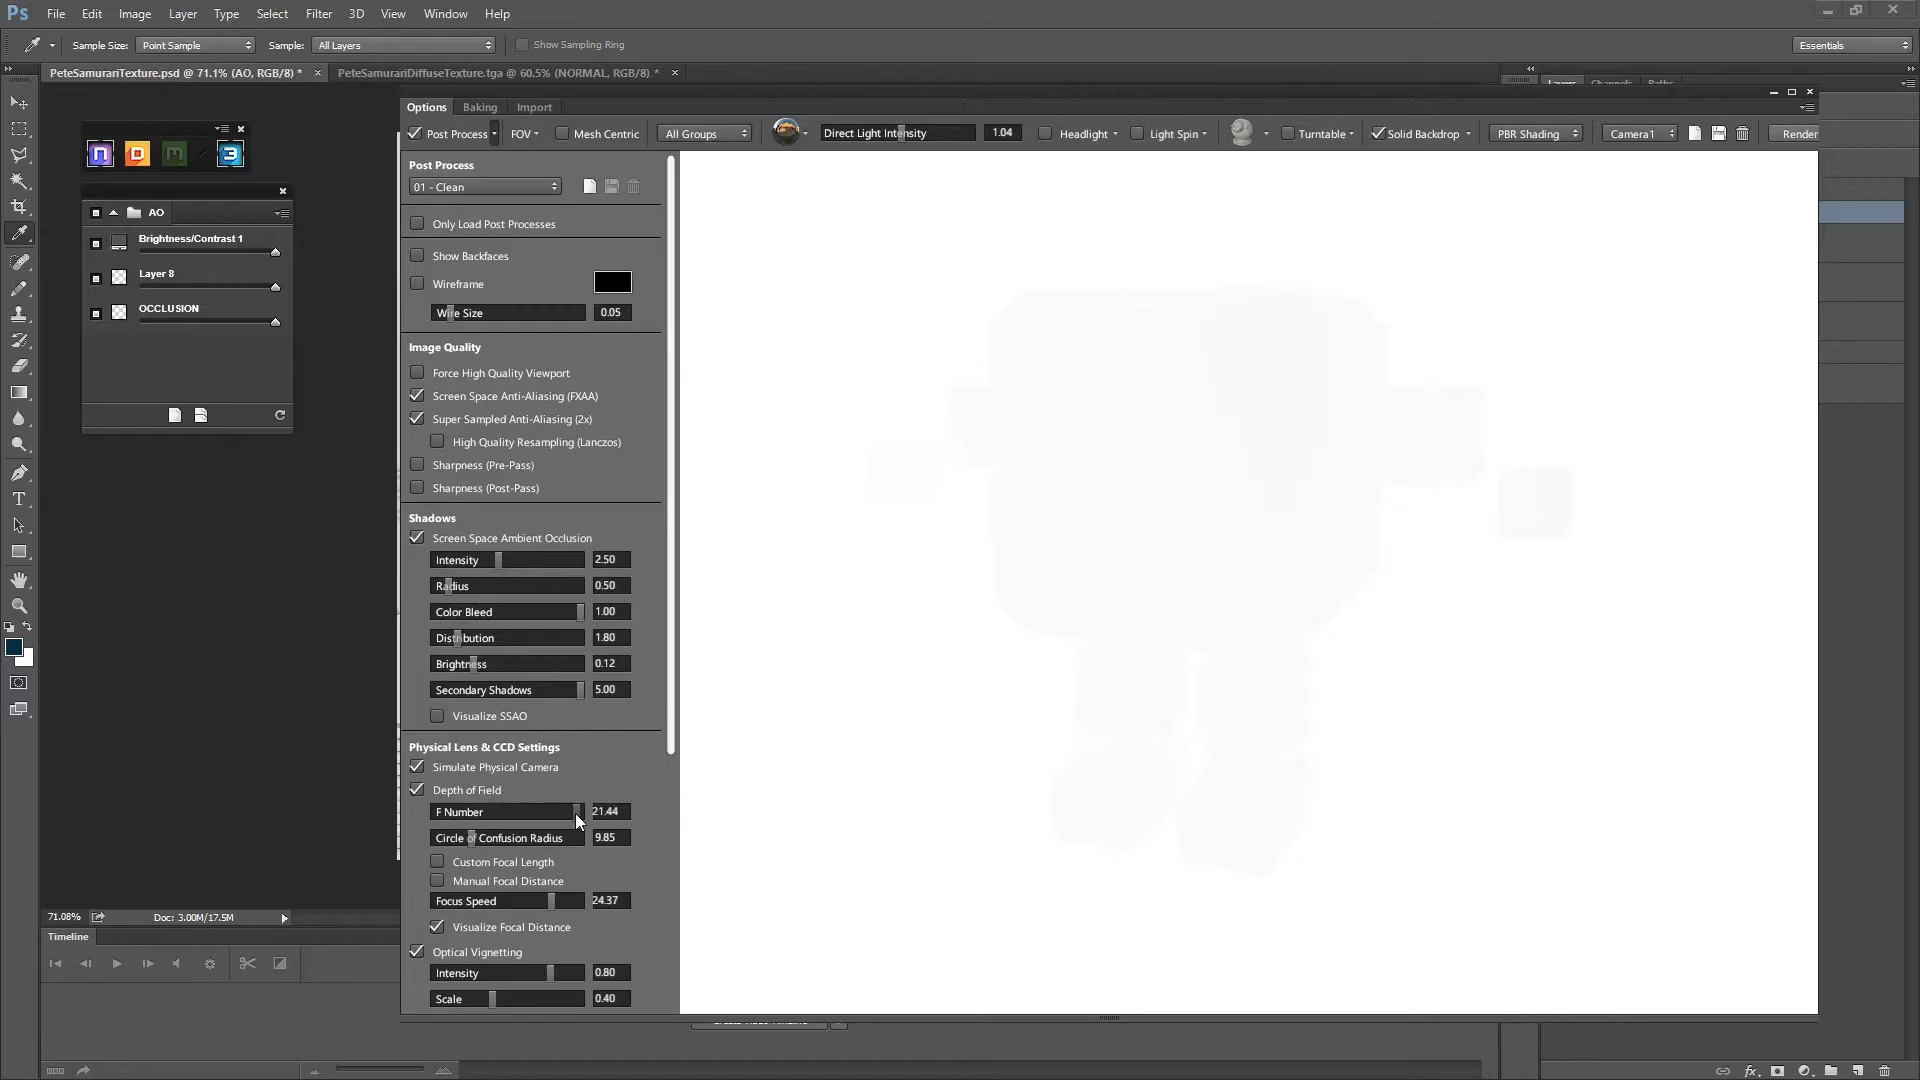 Ps File Edit Image Layer Type Select Filter 3D View Window Help
Sample Size: Point Sample Sample: All Layers Show Sampling Ring Essentials
PeteSamurariTexture.psd @ 71.1% (AO, RGB/8) * PeteSamurariDiffuseTexture.tga @ 60.5% (NORMAL, RGB/8) *
Layers Channels Paths
Options Baking Import
Post Process FOV Mesh Centric All Groups Direct Light Intensity 1.04 Headlight Light Spin Turntable Solid Backdrop PBR Shading Camera1 Render
n D M 3
AO
Brightness/Contrast 1
Layer 8
OCCLUSION
Post Process
01 - Clean
Only Load Post Processes
Show Backfaces
Wireframe
Wire Size 0.05
Image Quality
Force High Quality Viewport
Screen Space Anti-Aliasing (FXAA)
Super Sampled Anti-Aliasing (2x)
High Quality Resampling (Lanczos)
Sharpness (Pre-Pass)
Sharpness (Post-Pass)
Shadows
Screen Space Ambient Occlusion
Intensity 2.50
Radius 0.50
Color Bleed 1.00
Distribution 1.80
Brightness 0.12
Secondary Shadows 5.00
Visualize SSAO
Physical Lens & CCD Settings
Simulate Physical Camera
Depth of Field
F Number 21.44
Circle of Confusion Radius 9.85
Custom Focal Length
Manual Focal Distance
Focus Speed 24.37
Visualize Focal Distance
Optical Vignetting
Intensity 0.80
Scale 0.40
71.08% Doc: 3.00M/17.5M
Timeline